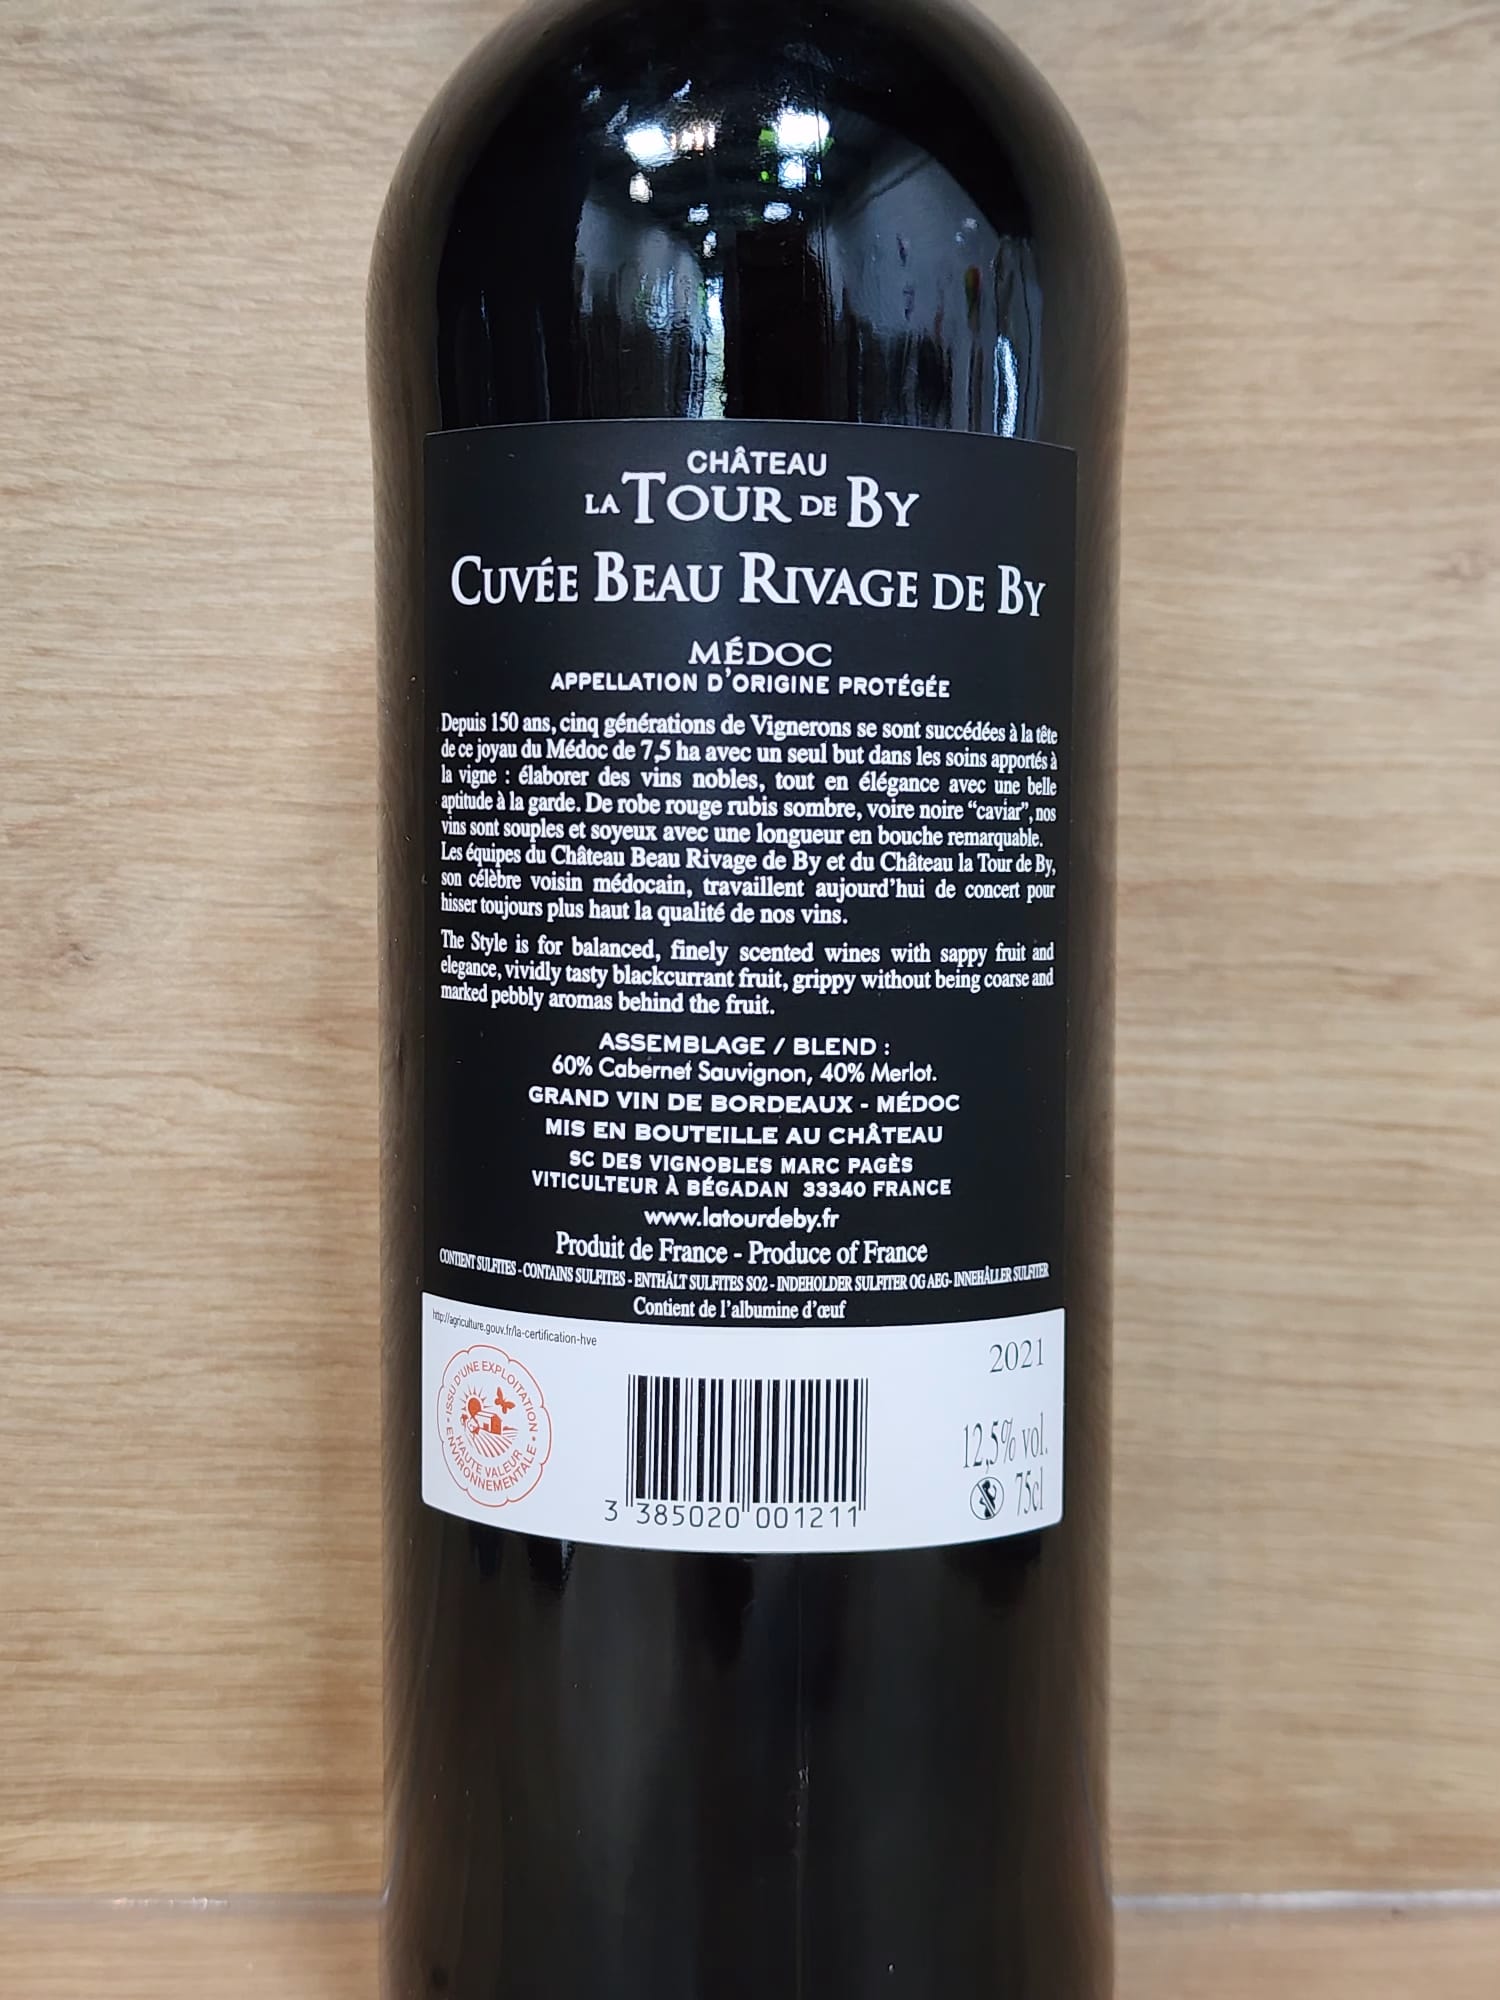 CHÂTEAU
LA TOUR DE BY
CUVÉE BEAU RIVAGE DE BY
MÉDOC
APPELLATION D'ORIGINE PROTÉGÉE
Depuis 150 ans, cinq générations de Vignerons se sont succédées à la tête
de ce joyau du Médoc de 7,5 ha avec un seul but dans les soins apportés à
la vigne : élaborer des vins nobles, tout en élégance avec une belle
aptitude à la garde. De robe rouge rubis sombre, voire noire “caviar”, nos
vins sont souples et soyeux avec une longueur en bouche remarquable.
Les équipes du Château Beau Rivage de By et du Château la Tour de By,
son célèbre voisin médocain, travaillent aujourd’hui de concert pour
hisser toujours plus haut la qualité de nos vins.
The Style is for balanced, finely scented wines with sappy fruit and
elegance, vividly tasty blackcurrant fruit, grippy without being coarse and
marked pebbly aromas behind the fruit.
ASSEMBLAGE / BLEND :
60% Cabernet Sauvignon, 40% Merlot.
GRAND VIN DE BORDEAUX - MÉDOC
MIS EN BOUTEILLE AU CHÂTEAU
SC DES VIGNOBLES MARC PAGÈS
VITICULTEUR À BÉGADAN 33340 FRANCE
www.latourdeby.fr
Produit de France - Produce of France
CONTIENT SULFITES - CONTAINS SULFITES - ENTHÂLT SULFITES SO2 - INDEHOLDER SULFITER OG AEG- INNEHÅLLER SULFITER
Contient de l’albumine d’œuf
http://agriculture.gouv.fr/la-certification-hve
ISSU D'UNE EXPLOITATION
HAUTE VALEUR
ENVIRONNEMENTALE
2021
12,5% vol.
75cl
3 385020 001211